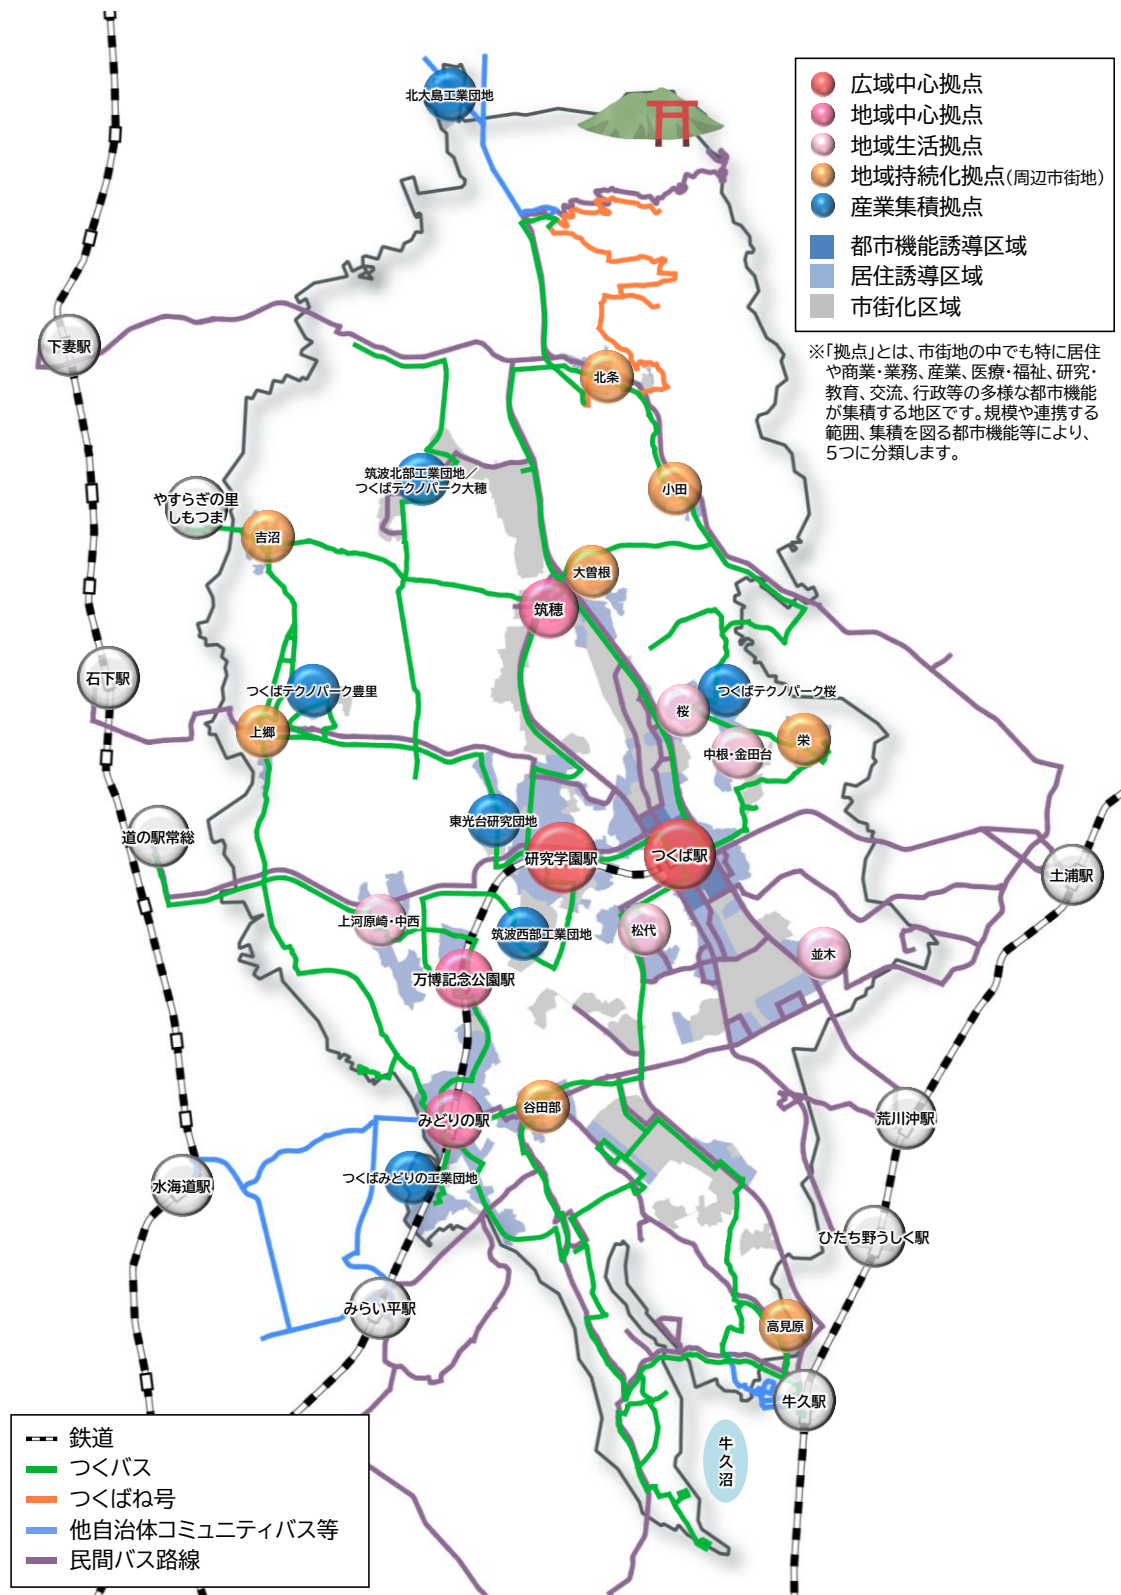 北大島工業団地
広域中心拠点
地域中心拠点
地域生活拠点
地域持続化拠点(周辺市街地)
産業集積拠点
都市機能誘導区域
居住誘導区域
市街化区域
※「拠点」とは、市街地の中でも特に居住
や商業・業務、産業、医療・福祉、研究・
教育、交流、行政等の多様な都市機能
が集積する地区です。規模や連携する
範囲、集積を図る都市機能等により、
5つに分類します。
下妻駅
北条
筑波北部工業団地／
つくばテクノパーク大穂
小田
やすらぎの里
しもつま
吉沼
大曽根
筑穂
石下駅
つくばテクノパーク豊里
つくばテクノパーク桜
桜
上郷
中根・金田台
栄
道の駅常総
東光台研究団地
研究学園駅
つくば駅
土浦駅
上河原崎・中西
筑波西部工業団地
松代
並木
万博記念公園駅
みどりの駅
谷田部
荒川沖駅
水海道駅
つくばみどりの工業団地
ひたち野うしく駅
みらい平駅
高見原
牛久駅
牛久沼
鉄道
つくバス
つくばね号
他自治体コミュニティバス等
民間バス路線